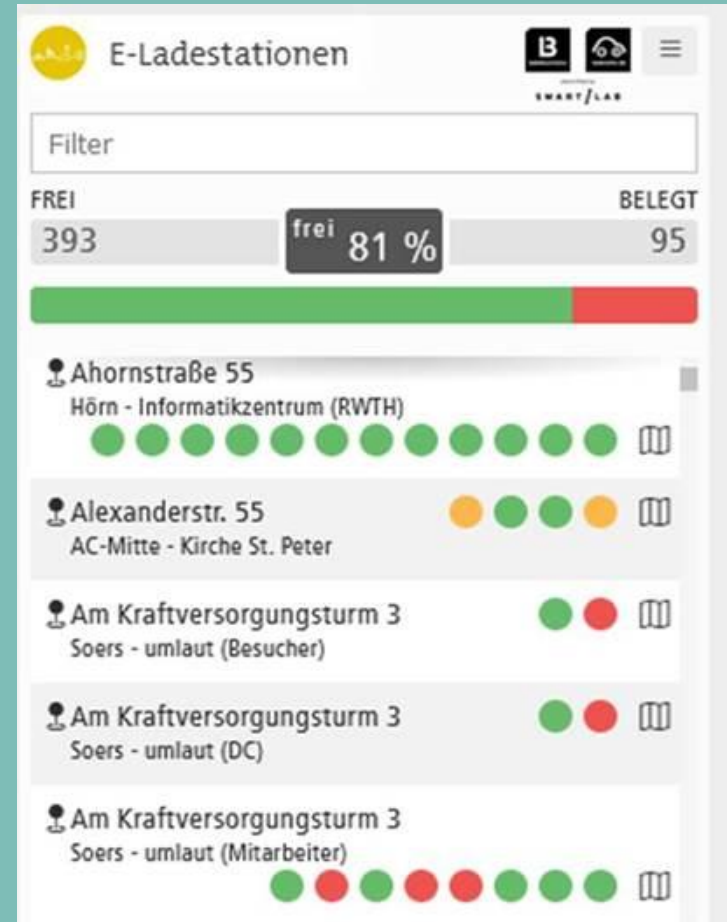 E-Ladestationen
SMART/LAB
Filter
FREI
BELEGT
393
frei 81 %
95
Ahornstraße 55
Hörn - Informatikzentrum (RWTH)
Alexanderstr. 55
AC-Mitte - Kirche St. Peter
Am Kraftversorgungsturm 3
Soers - umlaut (Besucher)
Am Kraftversorgungsturm 3
Soers - umlaut (DC)
Am Kraftversorgungsturm 3
Soers - umlaut (Mitarbeiter)